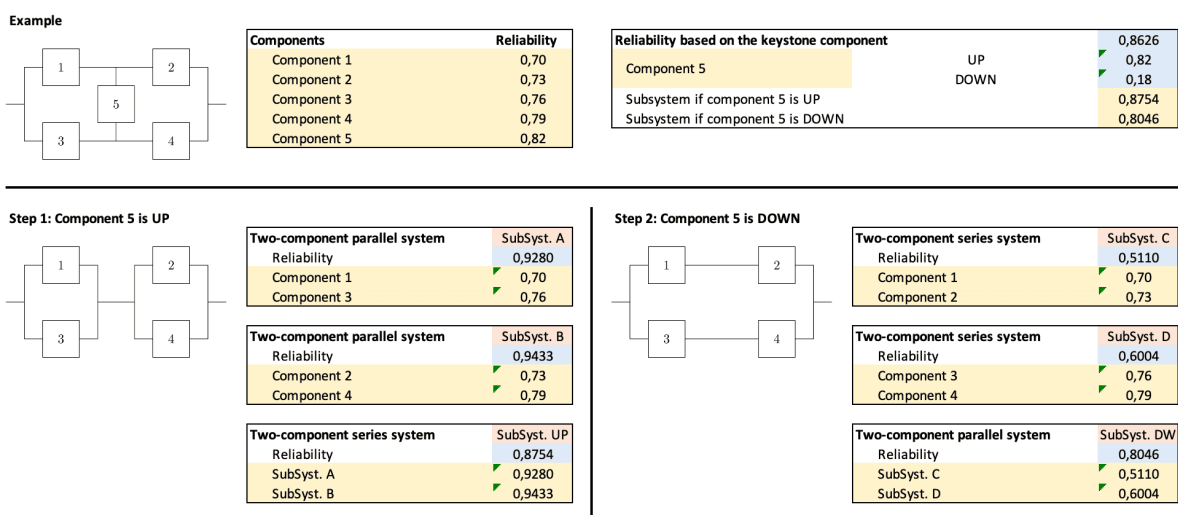 Example
1
2
5
3
4
Components Reliability
Component 1 0,70
Component 2 0,73
Component 3 0,76
Component 4 0,79
Component 5 0,82
Reliability based on the keystone component 0,8626
Component 5 UP 0,82
DOWN 0,18
Subsystem if component 5 is UP 0,8754
Subsystem if component 5 is DOWN 0,8046
Step 1: Component 5 is UP
1
2
3
4
Two-component parallel system SubSyst. A
Reliability 0,9280
Component 1 0,70
Component 3 0,76
Two-component parallel system SubSyst. B
Reliability 0,9433
Component 2 0,73
Component 4 0,79
Two-component series system SubSyst. UP
Reliability 0,8754
SubSyst. A 0,9280
SubSyst. B 0,9433
Step 2: Component 5 is DOWN
1
2
3
4
Two-component series system SubSyst. C
Reliability 0,5110
Component 1 0,70
Component 2 0,73
Two-component series system SubSyst. D
Reliability 0,6004
Component 3 0,76
Component 4 0,79
Two-component parallel system SubSyst. DW
Reliability 0,8046
SubSyst. C 0,5110
SubSyst. D 0,6004